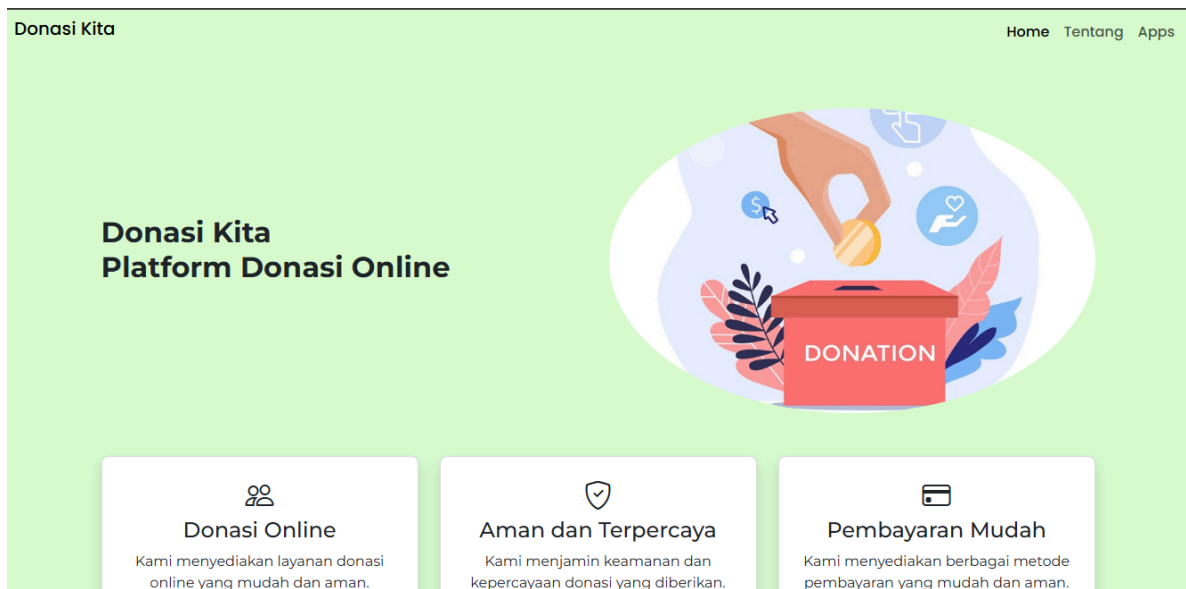 Donasi Kita
Home Tentang Apps
Donasi Kita
Platform Donasi Online
$
DONATION
Donasi Online
Kami menyediakan layanan donasi
online yang mudah dan aman.
Aman dan Terpercaya
Kami menjamin keamanan dan
kepercayaan donasi yang diberikan.
Pembayaran Mudah
Kami menyediakan berbagai metode
pembayaran yang mudah dan aman.